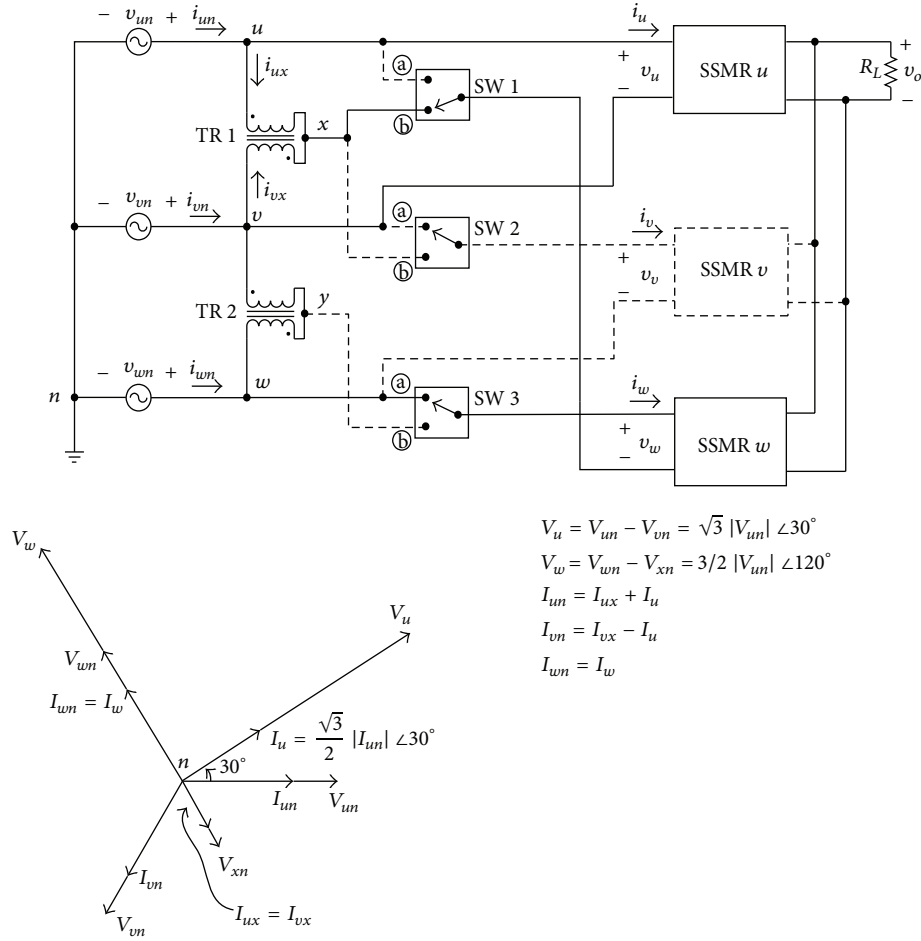 − v_un + i_un u i_u
i_ux
ⓐ
SW 1
+
v_u
−
SSMR u
+
R_L v_o
−
TR 1
x
ⓑ
− v_vn + i_vn
i_vx
v
ⓐ
SW 2
i_v
+
v_v
−
SSMR v
ⓑ
TR 2
y
− v_wn + i_wn w
n
ⓐ
SW 3
i_w
+
v_w
−
SSMR w
ⓑ
V_u = V_un − V_vn = √3 |V_un| ∠30°
V_w = V_wn − V_xn = 3/2 |V_un| ∠120°
I_un = I_ux + I_u
I_vn = I_vx − I_u
I_wn = I_w
V_w
V_u
V_wn
I_wn = I_w
I_u = √3/2 |I_un| ∠30°
n
30°
I_un V_un
V_xn
I_vn
V_vn
I_ux = I_vx